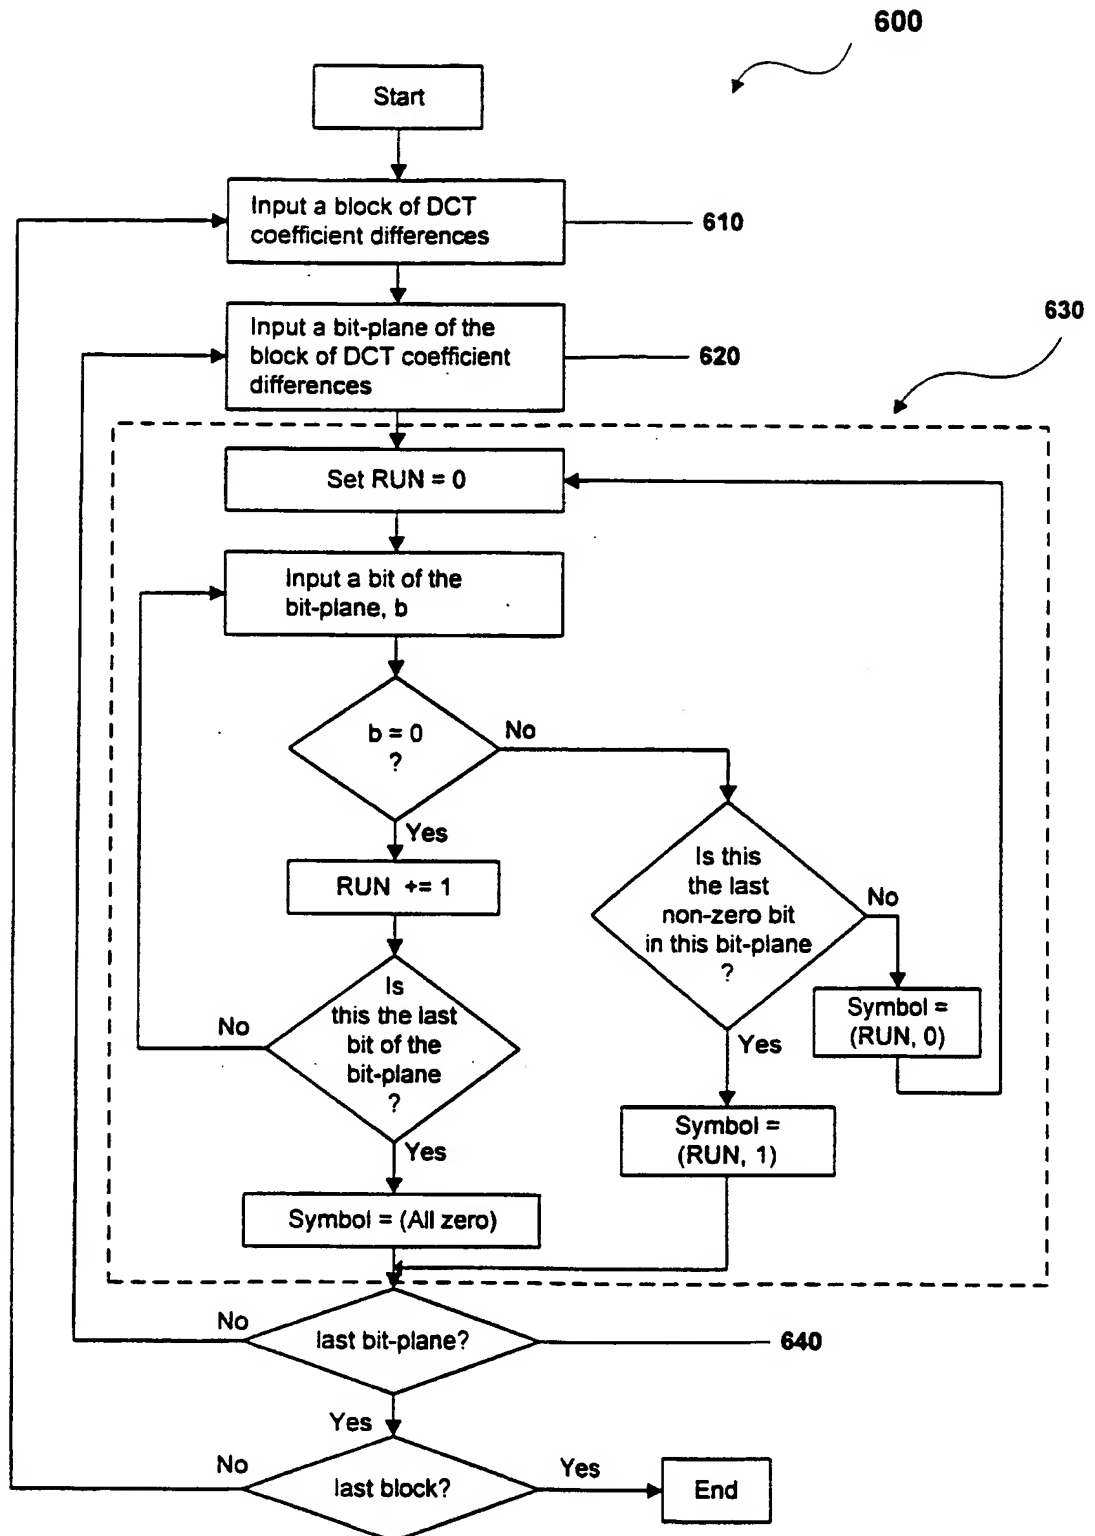 600
Start
Input a block of DCT
coefficient differences
610
Input a bit-plane of the
block of DCT coefficient
differences
620
630
Set RUN = 0
Input a bit of the
bit-plane, b
b = 0
?
No
Yes
RUN += 1
Is this
the last
non-zero bit
in this bit-plane
?
No
Symbol =
(RUN, 0)
Yes
Symbol =
(RUN, 1)
Is
this the last
bit of the
bit-plane
?
No
Yes
Symbol = (All zero)
No
last bit-plane?
640
Yes
No
last block?
Yes
End